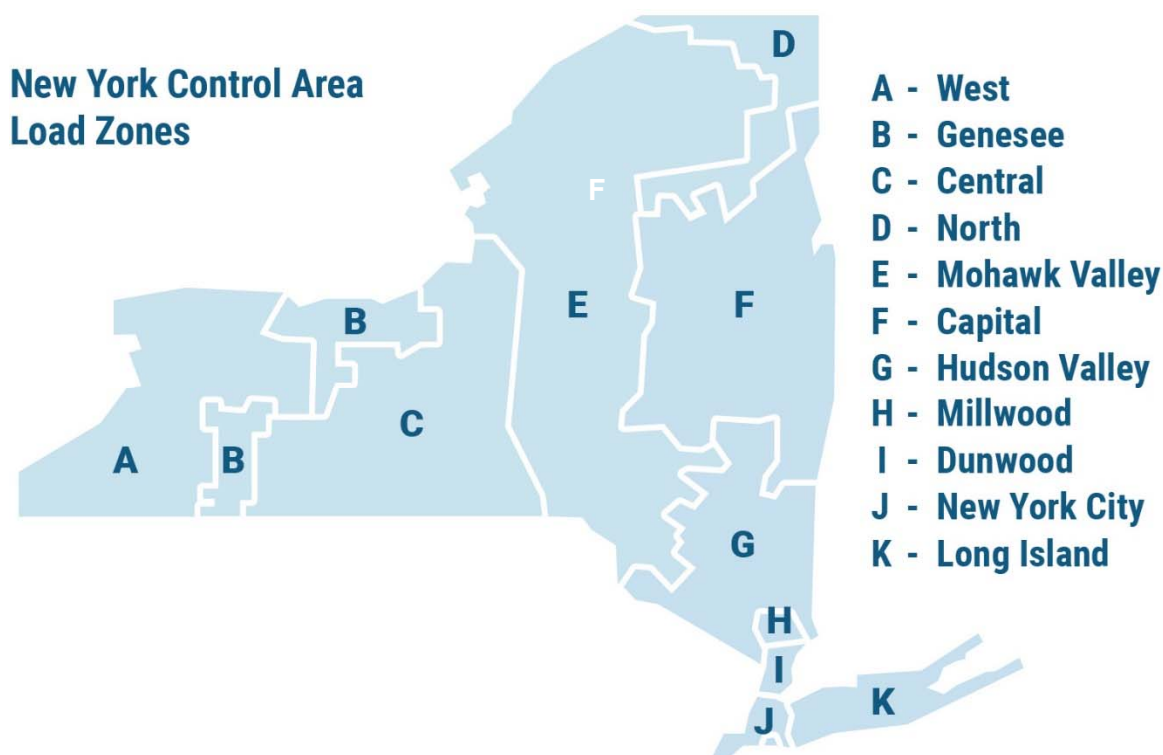 New York Control Area
Load Zones
D
F
E
F
B
C
A
B
G
H
I
J
K
A - West
B - Genesee
C - Central
D - North
E - Mohawk Valley
F - Capital
G - Hudson Valley
H - Millwood
I - Dunwood
J - New York City
K - Long Island